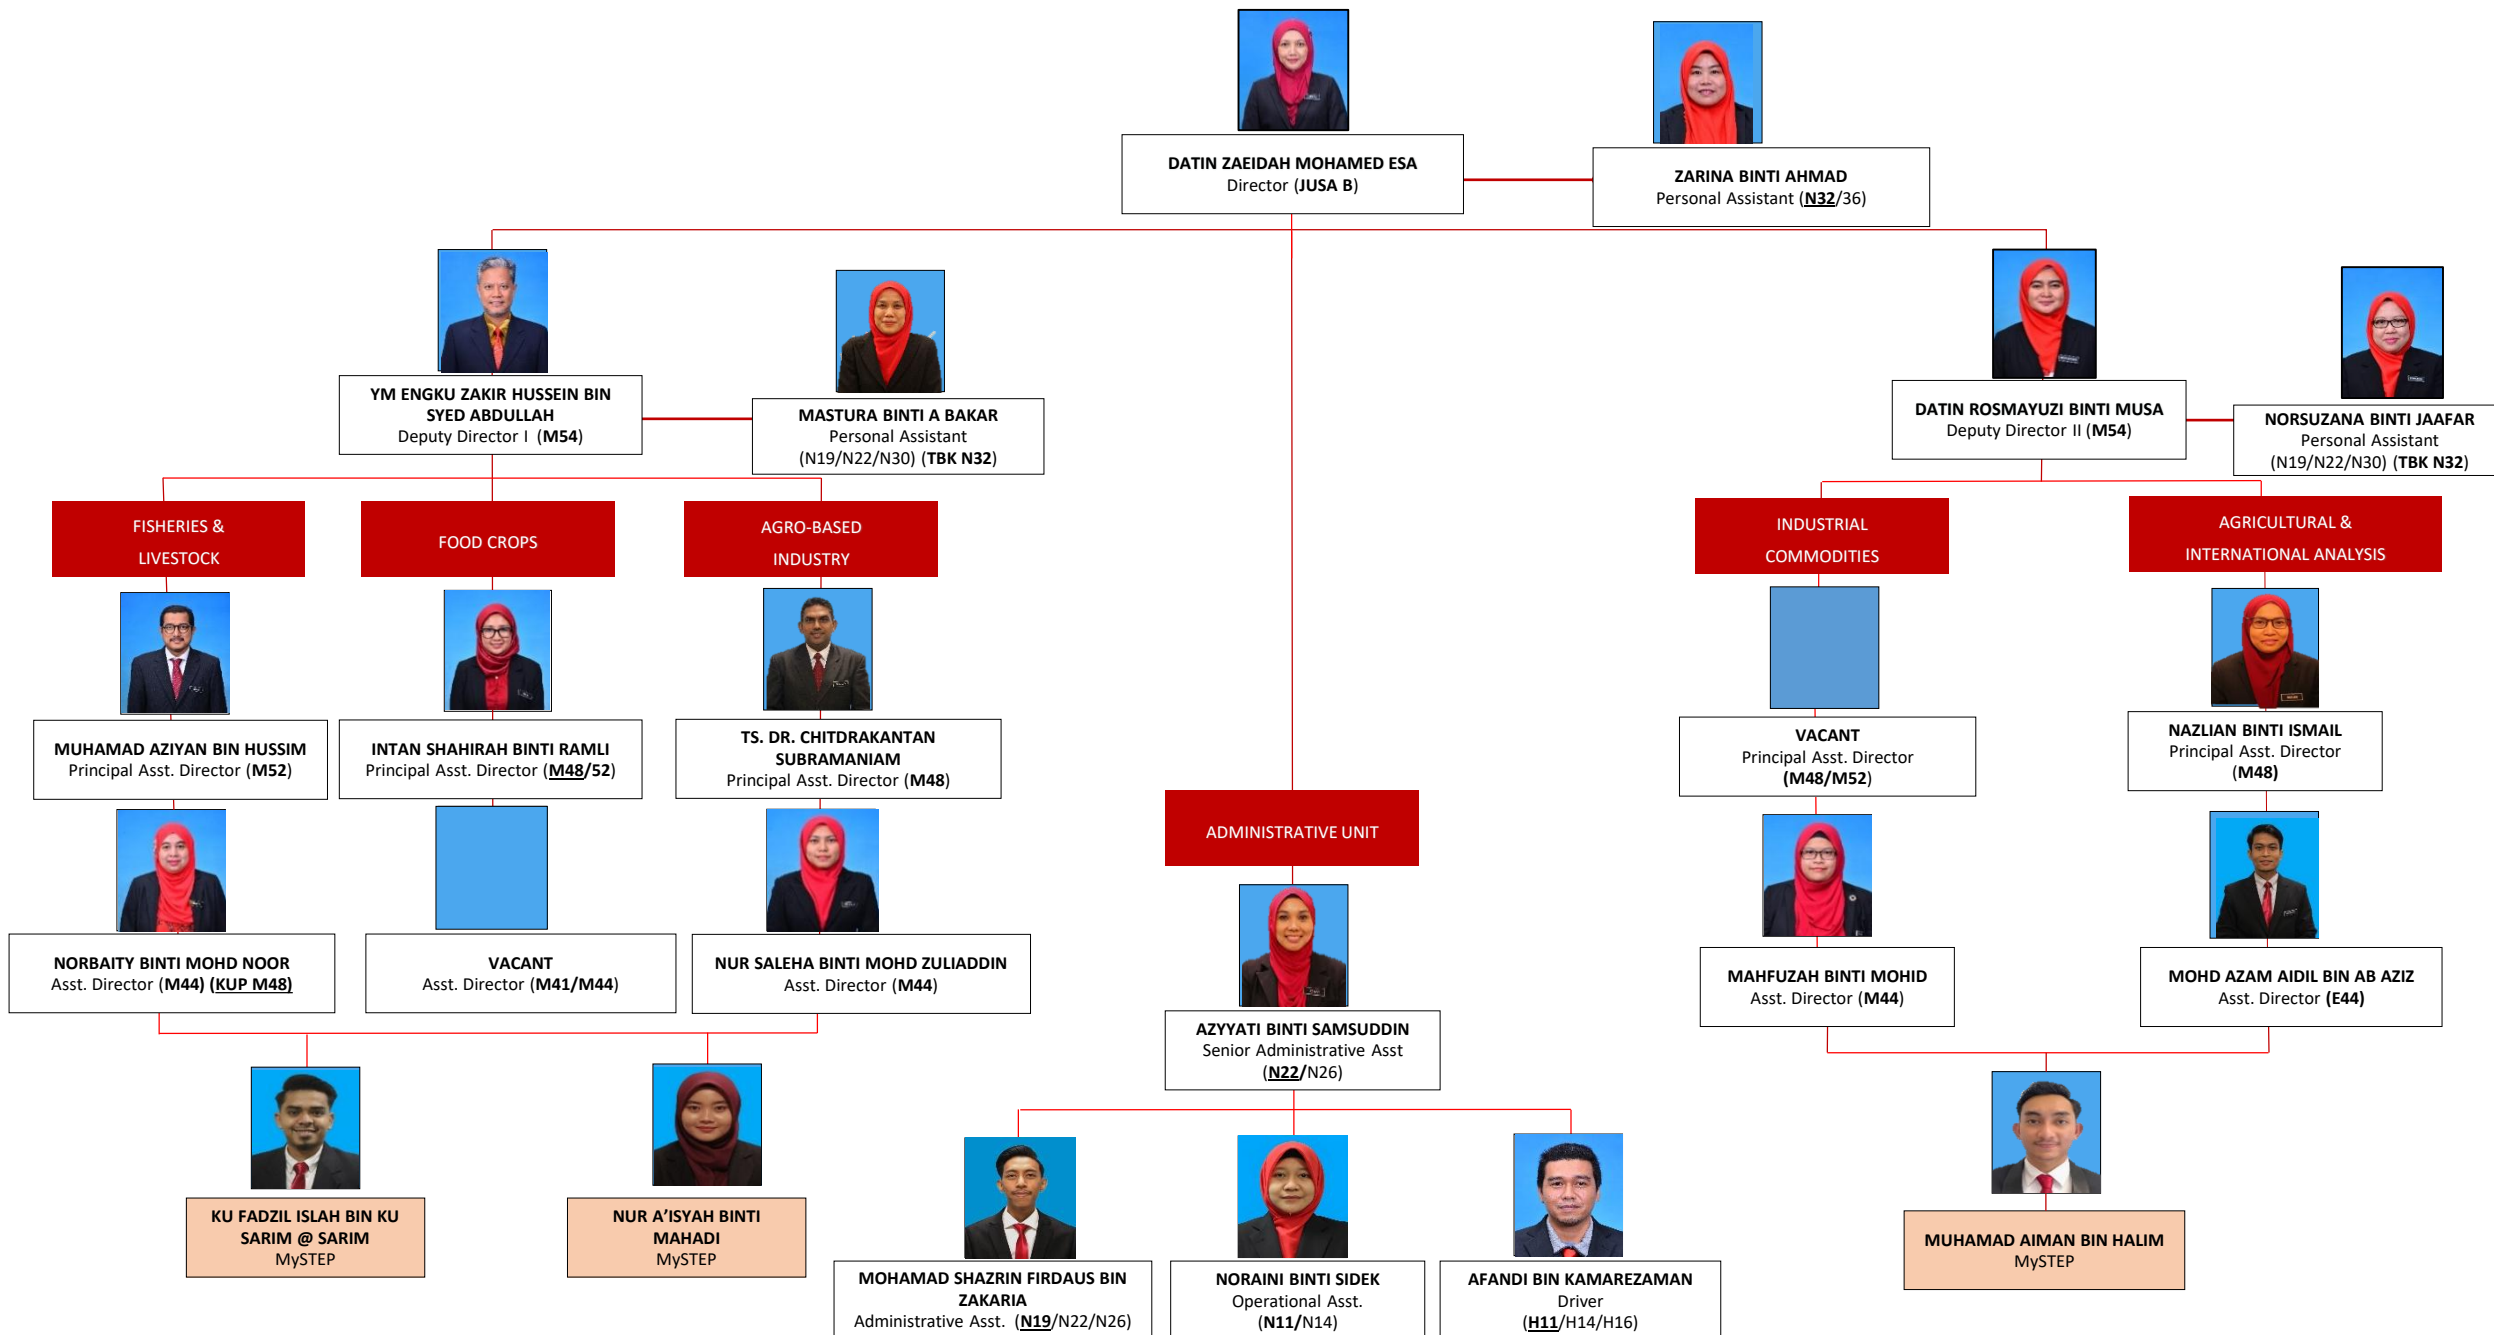 DATIN ZAEIDAH MOHAMED ESA
Director (JUSA B)
ZARINA BINTI AHMAD
Personal Assistant (N32/36)
YM ENGKU ZAKIR HUSSEIN BIN
SYED ABDULLAH
Deputy Director I (M54)
MASTURA BINTI A BAKAR
Personal Assistant
(N19/N22/N30) (TBK N32)
DATIN ROSMAYUZI BINTI MUSA
Deputy Director II (M54)
NORSUZANA BINTI JAAFAR
Personal Assistant
(N19/N22/N30) (TBK N32)
FISHERIES &
LIVESTOCK
FOOD CROPS
AGRO-BASED
INDUSTRY
INDUSTRIAL
COMMODITIES
AGRICULTURAL &
INTERNATIONAL ANALYSIS
MUHAMAD AZIYAN BIN HUSSIM
Principal Asst. Director (M52)
INTAN SHAHIRAH BINTI RAMLI
Principal Asst. Director (M48/52)
TS. DR. CHITDRAKANTAN
SUBRAMANIAM
Principal Asst. Director (M48)
VACANT
Principal Asst. Director
(M48/M52)
NAZLIAN BINTI ISMAIL
Principal Asst. Director
(M48)
ADMINISTRATIVE UNIT
NORBAITY BINTI MOHD NOOR
Asst. Director (M44) (KUP M48)
VACANT
Asst. Director (M41/M44)
NUR SALEHA BINTI MOHD ZULIADDIN
Asst. Director (M44)
MAHFUZAH BINTI MOHID
Asst. Director (M44)
MOHD AZAM AIDIL BIN AB AZIZ
Asst. Director (E44)
AZYYATI BINTI SAMSUDDIN
Senior Administrative Asst
(N22/N26)
KU FADZIL ISLAH BIN KU
SARIM @ SARIM
MySTEP
NUR A’ISYAH BINTI
MAHADI
MySTEP
MUHAMAD AIMAN BIN HALIM
MySTEP
MOHAMAD SHAZRIN FIRDAUS BIN
ZAKARIA
Administrative Asst. (N19/N22/N26)
NORAINI BINTI SIDEK
Operational Asst.
(N11/N14)
AFANDI BIN KAMAREZAMAN
Driver
(H11/H14/H16)